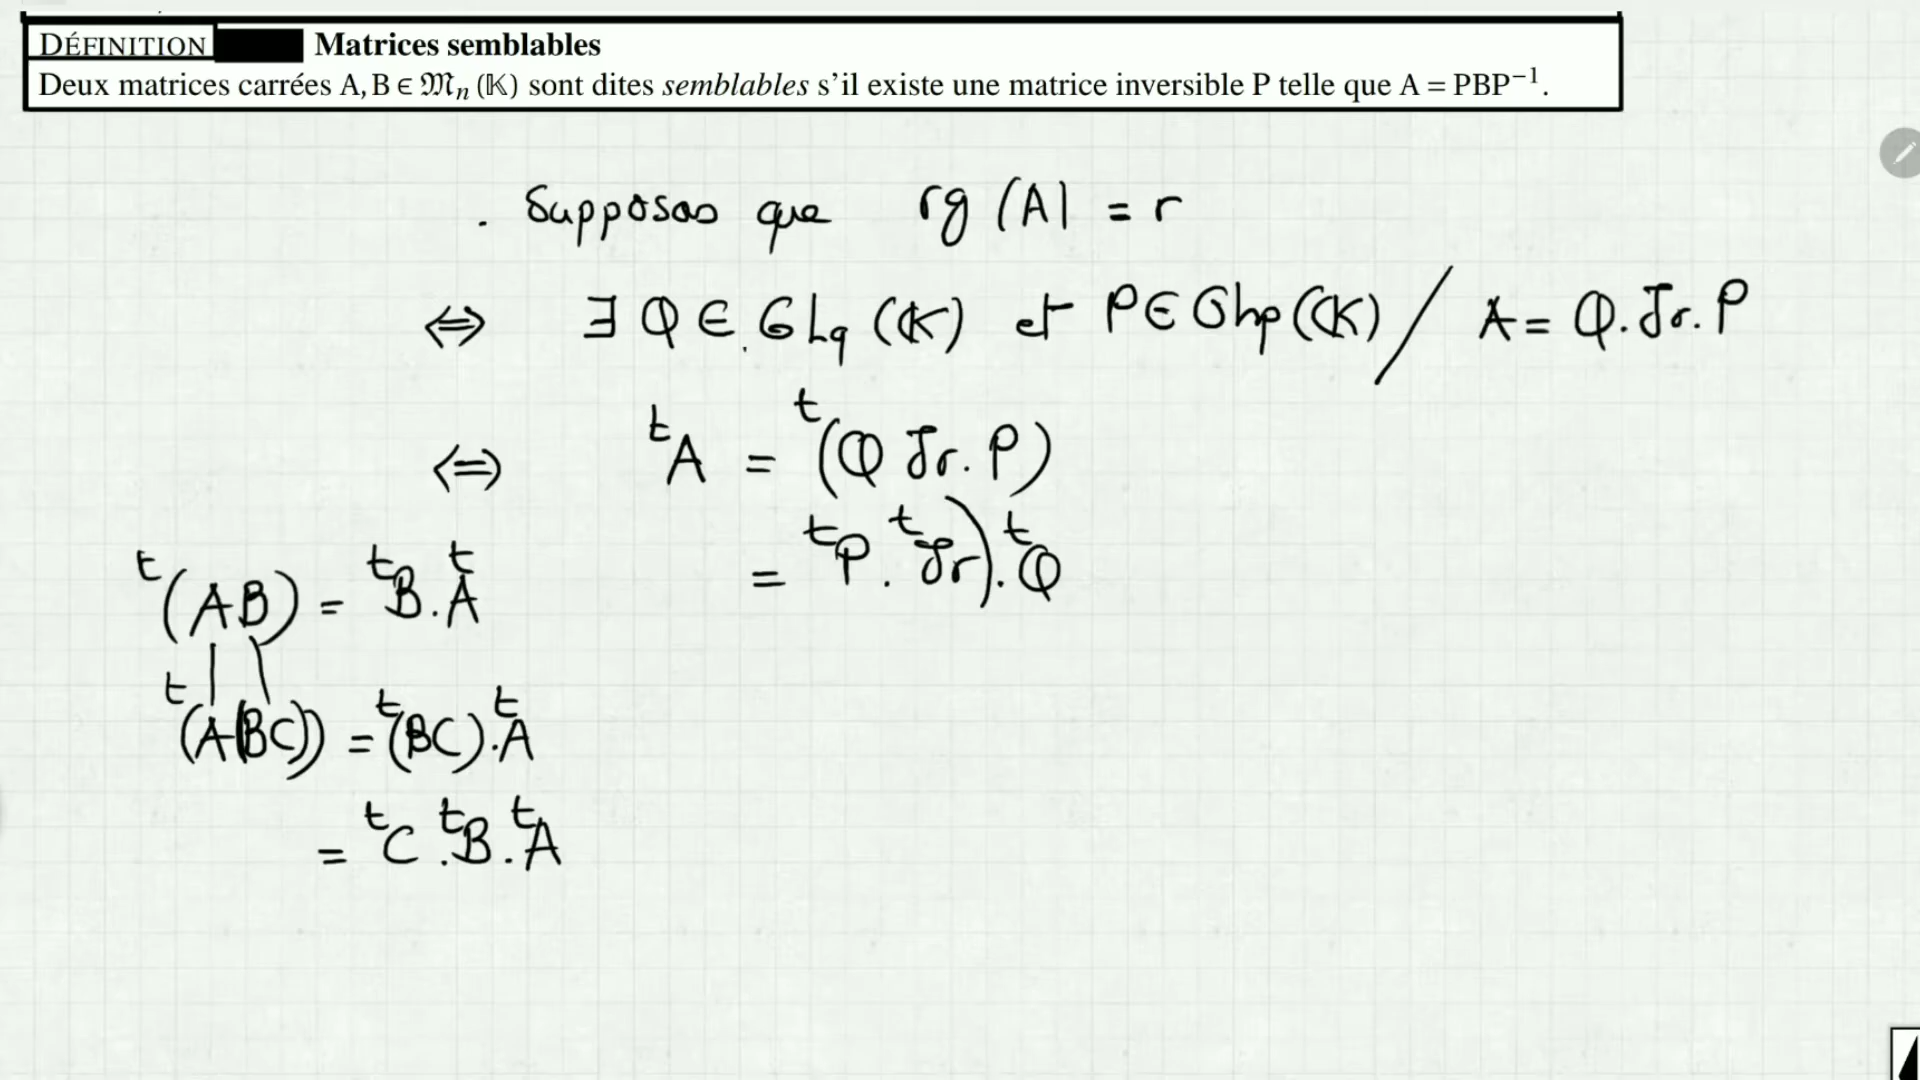 DÉFINITION Matrices semblables
Deux matrices carrées A, B ∈ 𝔐ₙ (𝕂) sont dites semblables s'il existe une matrice inversible P telle que A = PBP⁻¹.
. Supposos que rg (A) = r
⇔ ∃ Q ∈ GLq (𝕂) et P ∈ GLp (𝕂) / A = Q. Jr. P
⇔ ᵗA = ᵗ(Q Jr. P)
= ᵗP. ᵗJr). ᵗQ
ᵗ(AB) = ᵗB. ᵗA
ᵗ(A(BC)) = ᵗ(BC). ᵗA
= ᵗC. ᵗB. ᵗA